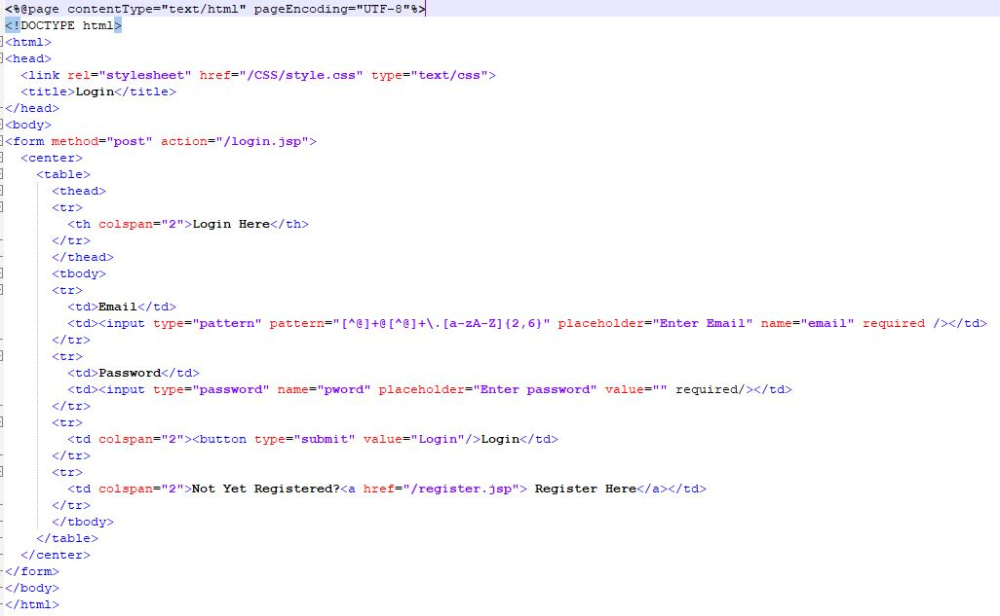 <%@page contentType="text/html" pageEncoding="UTF-8"%>
<!DOCTYPE html>
<html>
<head>
  <link rel="stylesheet" href="/CSS/style.css" type="text/css">
  <title>Login</title>
</head>
<body>
<form method="post" action="/login.jsp">
  <center>
    <table>
      <thead>
      <tr>
        <th colspan="2">Login Here</th>
      </tr>
      </thead>
      <tbody>
      <tr>
        <td>Email</td>
        <td><input type="pattern" pattern="[^@]+@[^@]+\.[a-zA-Z]{2,6}" placeholder="Enter Email" name="email" required /></td>
      </tr>
      <tr>
        <td>Password</td>
        <td><input type="password" name="pword" placeholder="Enter password" value="" required/></td>
      </tr>
      <tr>
        <td colspan="2"><button type="submit" value="Login"/>Login</td>
      </tr>
      <tr>
        <td colspan="2">Not Yet Registered?<a href="/register.jsp"> Register Here</a></td>
      </tr>
      </tbody>
    </table>
  </center>
</form>
</body>
</html>